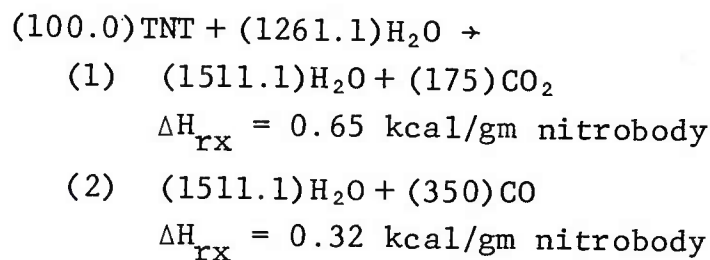 (100.0)TNT + (1261.1)H₂O →
(1) (1511.1)H₂O + (175)CO₂
ΔH_rx = 0.65 kcal/gm nitrobody
(2) (1511.1)H₂O + (350)CO
ΔH_rx = 0.32 kcal/gm nitrobody